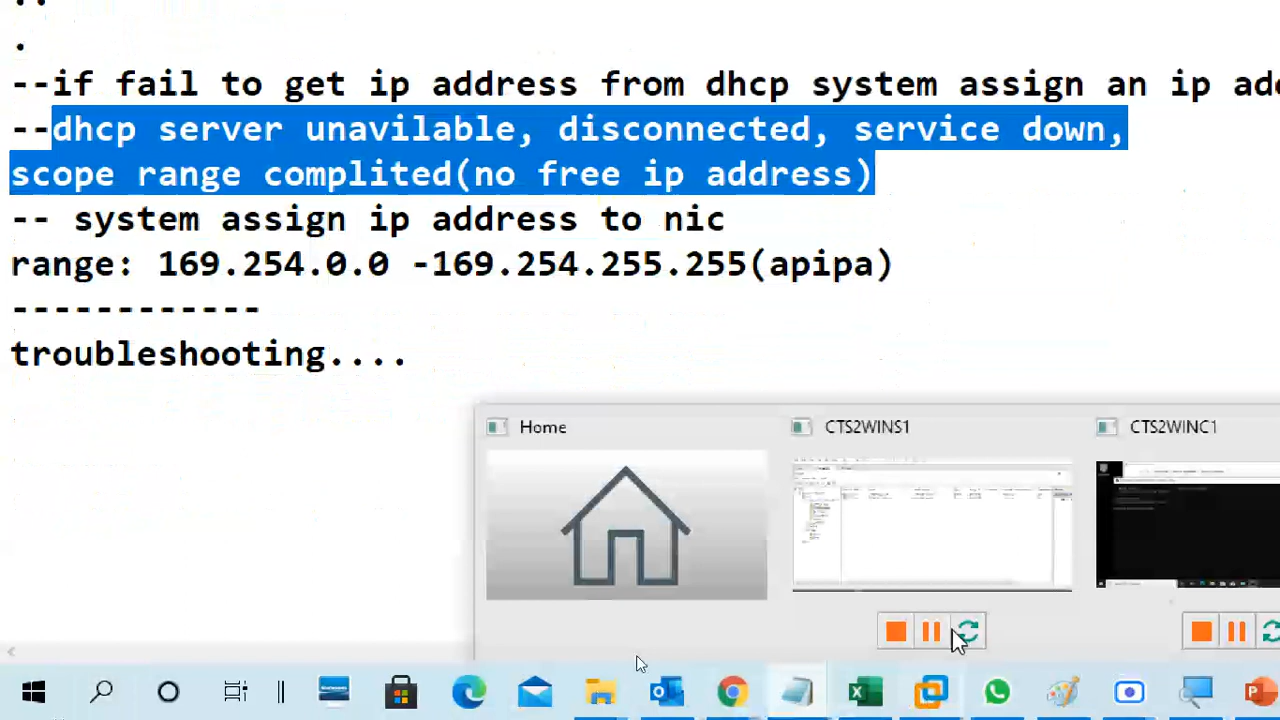 ..
.
--if fail to get ip address from dhcp system assign an ip
--dhcp server unavilable, disconnected, service down,
scope range complited(no free ip address)
-- system assign ip address to nic
range: 169.254.0.0 -169.254.255.255(apipa)
------------
troubleshooting....
Home
CTS2WINS1
CTS2WINC1